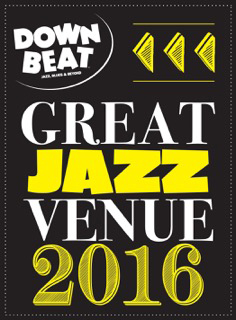 DOWN
BEAT
JAZZ, BLUES & BEYOND
GREAT
JAZZ
VENUE
2016